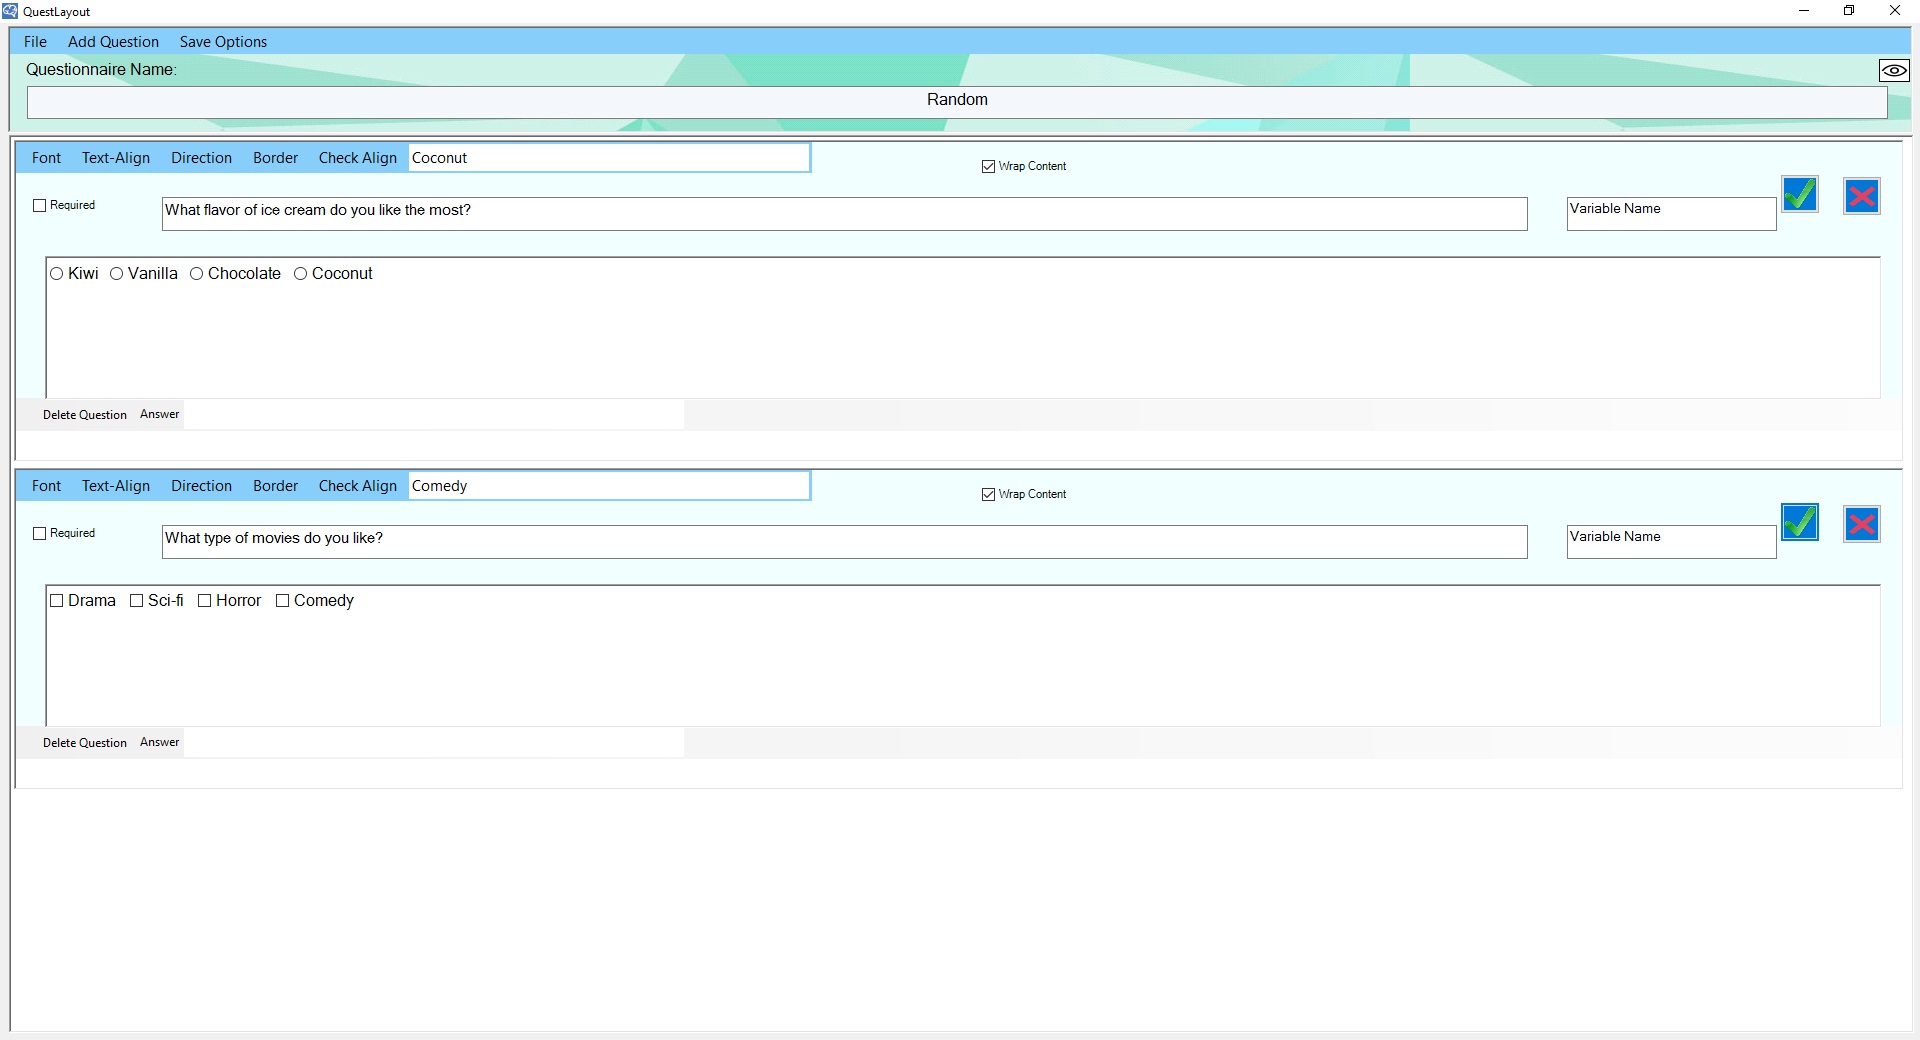 QuestLayout
File Add Question Save Options
Questionnaire Name:
Random
Font Text-Align Direction Border Check Align Coconut
Wrap Content
Required What flavor of ice cream do you like the most? Variable Name
Kiwi Vanilla Chocolate Coconut
Delete Question Answer
Font Text-Align Direction Border Check Align Comedy
Wrap Content
Required What type of movies do you like? Variable Name
Drama Sci-fi Horror Comedy
Delete Question Answer